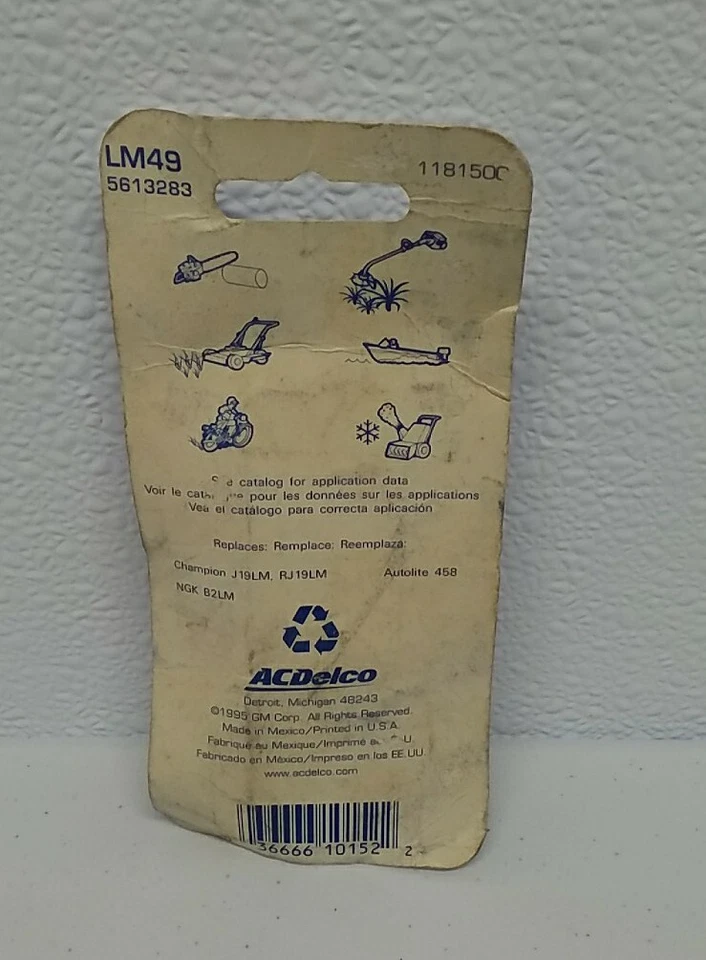 LM49
5613283
118150C
catalog for application data
Voir le pour les données sur les applications
Vea el catálogo para correcta aplicación
Replaces: Remplace: Reemplaza:
Champion J19LM, RJ19LM Autolite 458
NGK B2LM
ACDelco
Detroit, Michigan 48243
©1995 GM Corp. All Rights Reserved.
Made in Mexico/Printed in U.S.A.
Fabriqué au Mexique/Imprimé U.
Fabricado en México/Impreso en los EE.UU.
www.acdelco.com
36666 10152 2